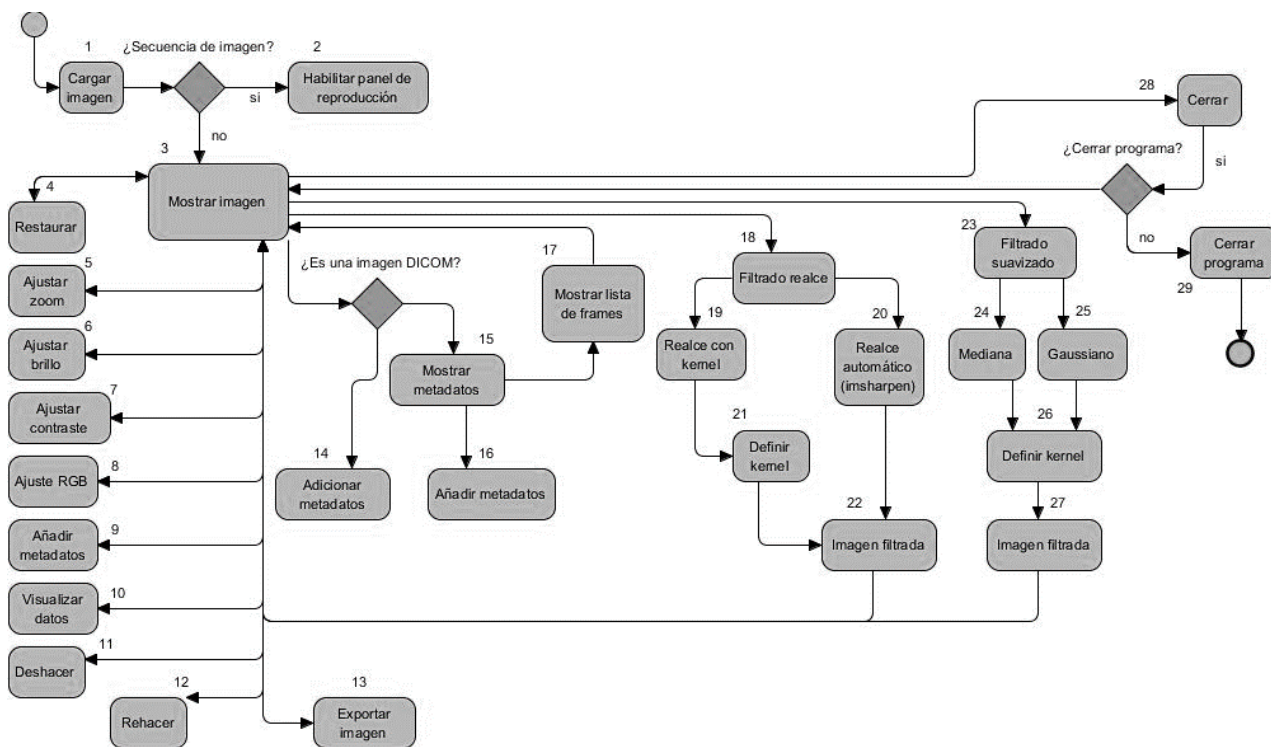 1
¿Secuencia de imagen?
2
Cargar
imagen
si
Habilitar panel de
reproducción
no
3
Mostrar imagen
4
Restaurar
5
Ajustar
zoom
6
Ajustar
brillo
7
Ajustar
contraste
8
Ajuste RGB
9
Añadir
metadatos
10
Visualizar
datos
11
Deshacer
12
Rehacer
13
Exportar
imagen
¿Es una imagen DICOM?
14
Adicionar
metadatos
15
Mostrar
metadatos
16
Añadir metadatos
17
Mostrar lista
de frames
18
Filtrado realce
19
Realce con
kernel
20
Realce
automático
(imsharpen)
21
Definir
kernel
22
Imagen filtrada
23
Filtrado
suavizado
24
Mediana
25
Gaussiano
26
Definir kernel
27
Imagen filtrada
28
Cerrar
¿Cerrar programa?
si
no
Cerrar
programa
29